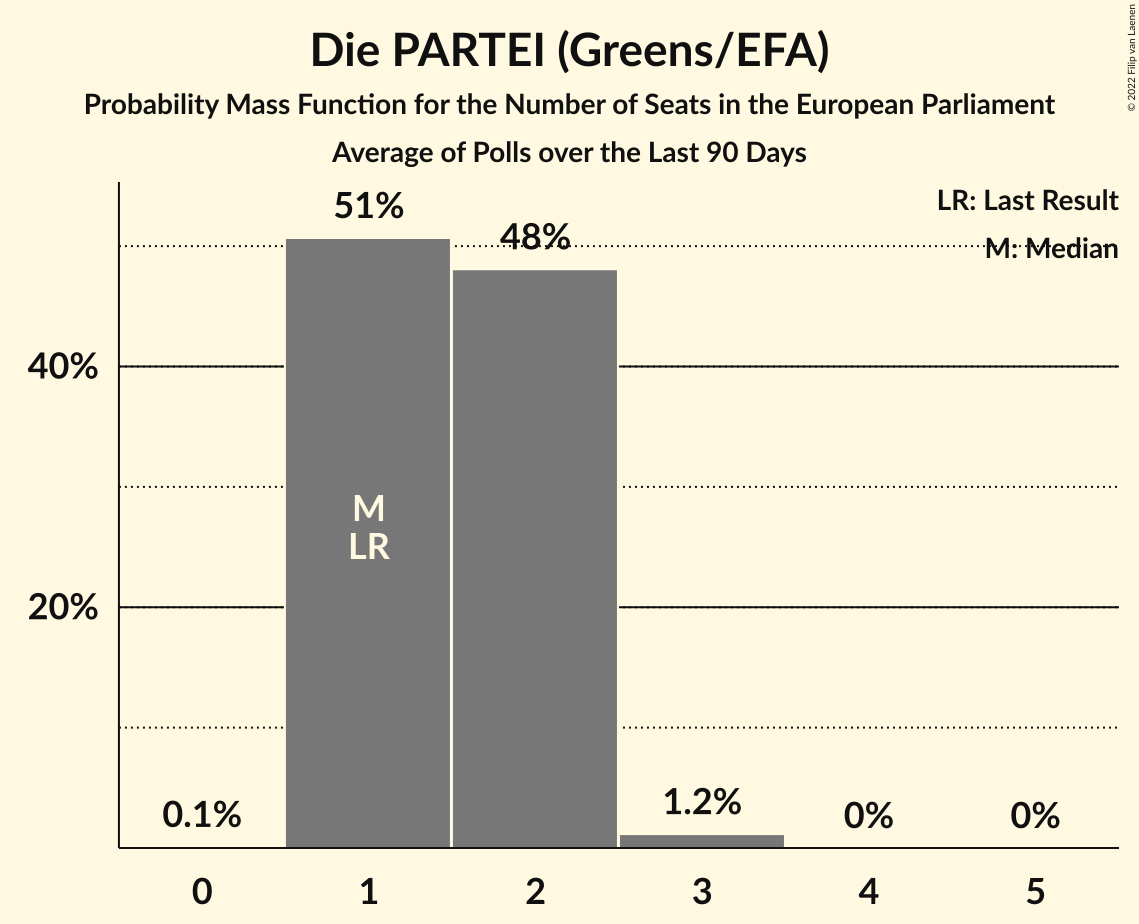 Die PARTEI (Greens/EFA)
Probability Mass Function for the Number of Seats in the European Parliament
Average of Polls over the Last 90 Days
© 2022 Filip van Laenen
LR: Last Result
M: Median
51%
48%
40%
20%
M
LR
0.1%
1.2%
0%
0%
0
1
2
3
4
5